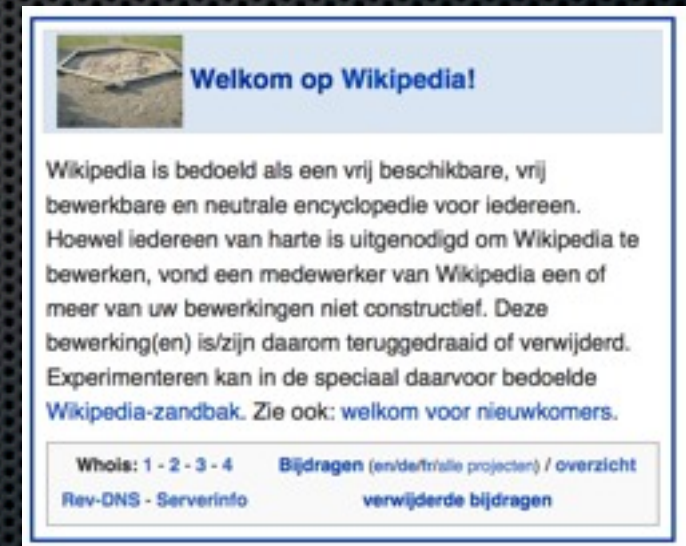 Welkom op Wikipedia!
Wikipedia is bedoeld als een vrij beschikbare, vrij
bewerkbare en neutrale encyclopedie voor iedereen.
Hoewel iedereen van harte is uitgenodigd om Wikipedia te
bewerken, vond een medewerker van Wikipedia een of
meer van uw bewerkingen niet constructief. Deze
bewerking(en) is/zijn daarom teruggedraaid of verwijderd.
Experimenteren kan in de speciaal daarvoor bedoelde
Wikipedia-zandbak. Zie ook: welkom voor nieuwkomers.
Whois: 1 - 2 - 3 - 4 Bijdragen (en/de/fr/alle projecten) / overzicht
Rev-DNS - Serverinfo verwijderde bijdragen